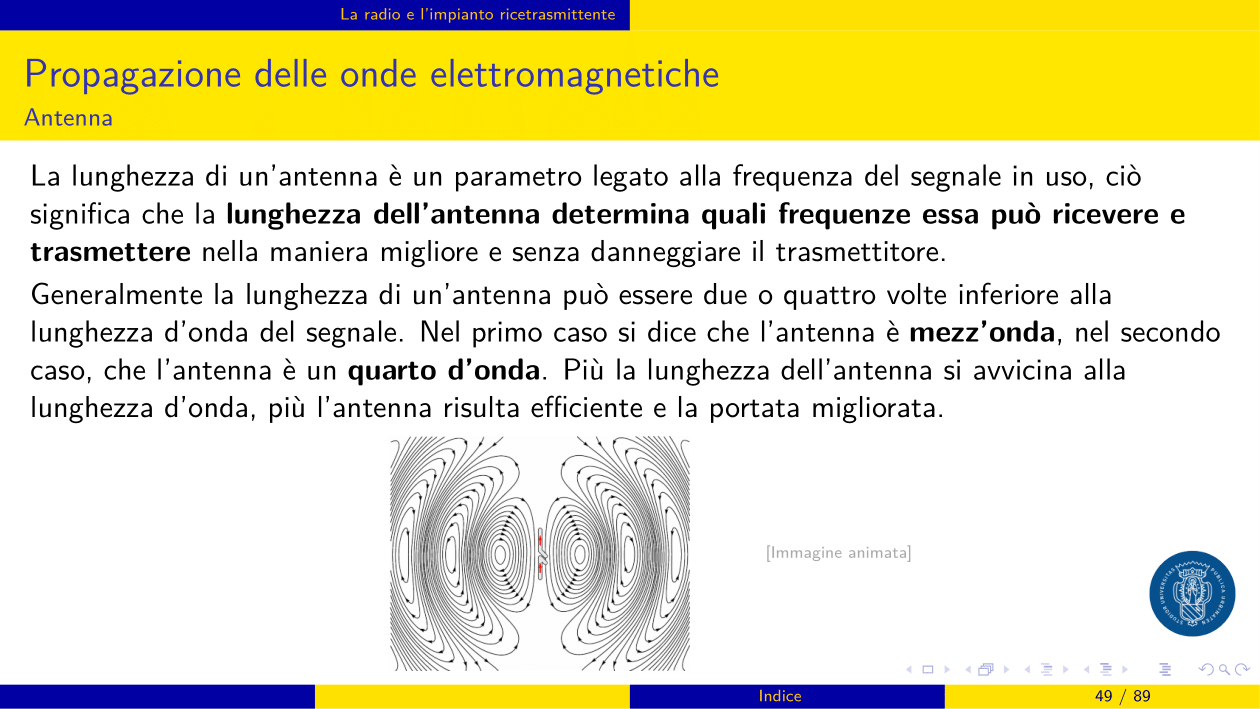 La radio e l'impianto ricetrasmittente
Propagazione delle onde elettromagnetiche
Antenna
La lunghezza di un'antenna è un parametro legato alla frequenza del segnale in uso, ciò
significa che la lunghezza dell'antenna determina quali frequenze essa può ricevere e
trasmettere nella maniera migliore e senza danneggiare il trasmettitore.
Generalmente la lunghezza di un'antenna può essere due o quattro volte inferiore alla
lunghezza d'onda del segnale. Nel primo caso si dice che l'antenna è mezz'onda, nel secondo
caso, che l'antenna è un quarto d'onda. Più la lunghezza dell'antenna si avvicina alla
lunghezza d'onda, più l'antenna risulta efficiente e la portata migliorata.
[Immagine animata]
Indice
49 / 89